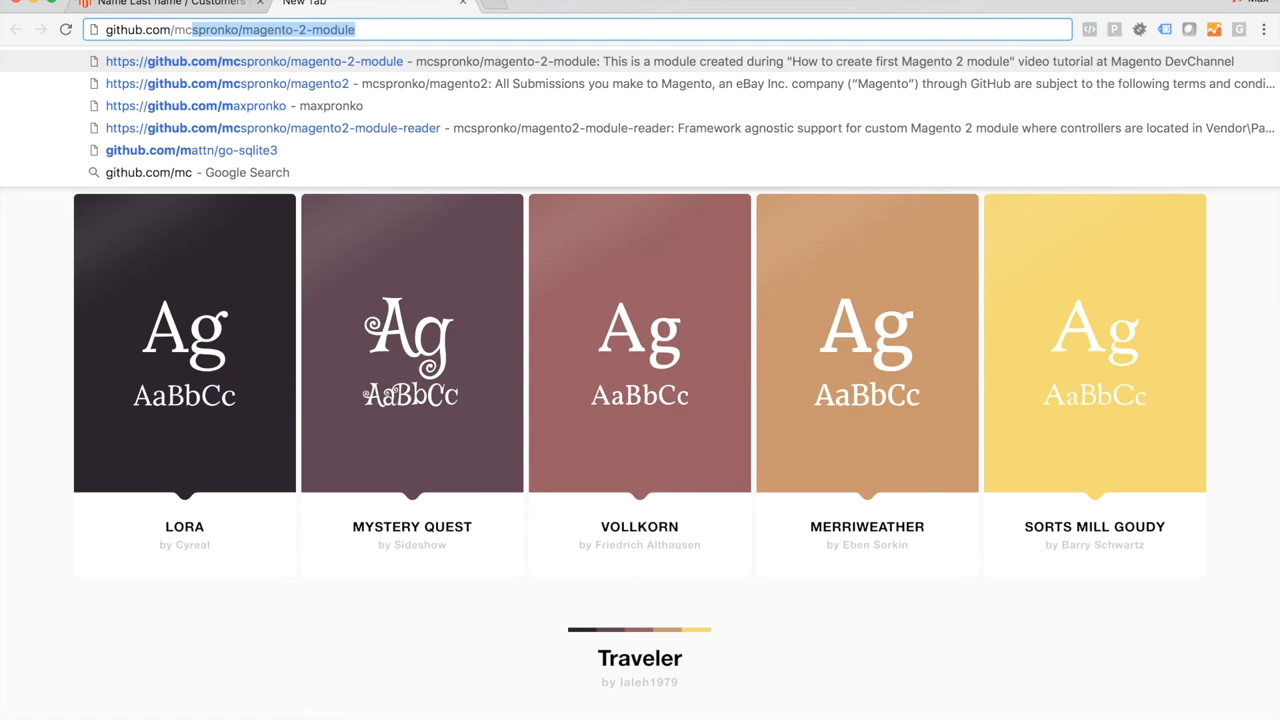 Name Last name / Customers
New Tab
Max
github.com/mcspronko/magento-2-module
https://github.com/mcspronko/magento-2-module - mcspronko/magento-2-module: This is a module created during "How to create first Magento 2 module" video tutorial at Magento DevChannel
https://github.com/mcspronko/magento2 - mcspronko/magento2: All Submissions you make to Magento, an eBay Inc. company (“Magento”) through GitHub are subject to the following terms and condi...
https://github.com/maxpronko - maxpronko
https://github.com/mcspronko/magento2-module-reader - mcspronko/magento2-module-reader: Framework agnostic support for custom Magento 2 module where controllers are located in Vendor\Pa...
github.com/mattn/go-sqlite3
github.com/mc - Google Search
Ag
AaBbCc
LORA
by Cyreal
Ag
AaBbCc
MYSTERY QUEST
by Sideshow
Ag
AaBbCc
VOLLKORN
by Friedrich Althausen
Ag
AaBbCc
MERRIWEATHER
by Eben Sorkin
Ag
AaBbCc
SORTS MILL GOUDY
by Barry Schwartz
Traveler
by laleh1979